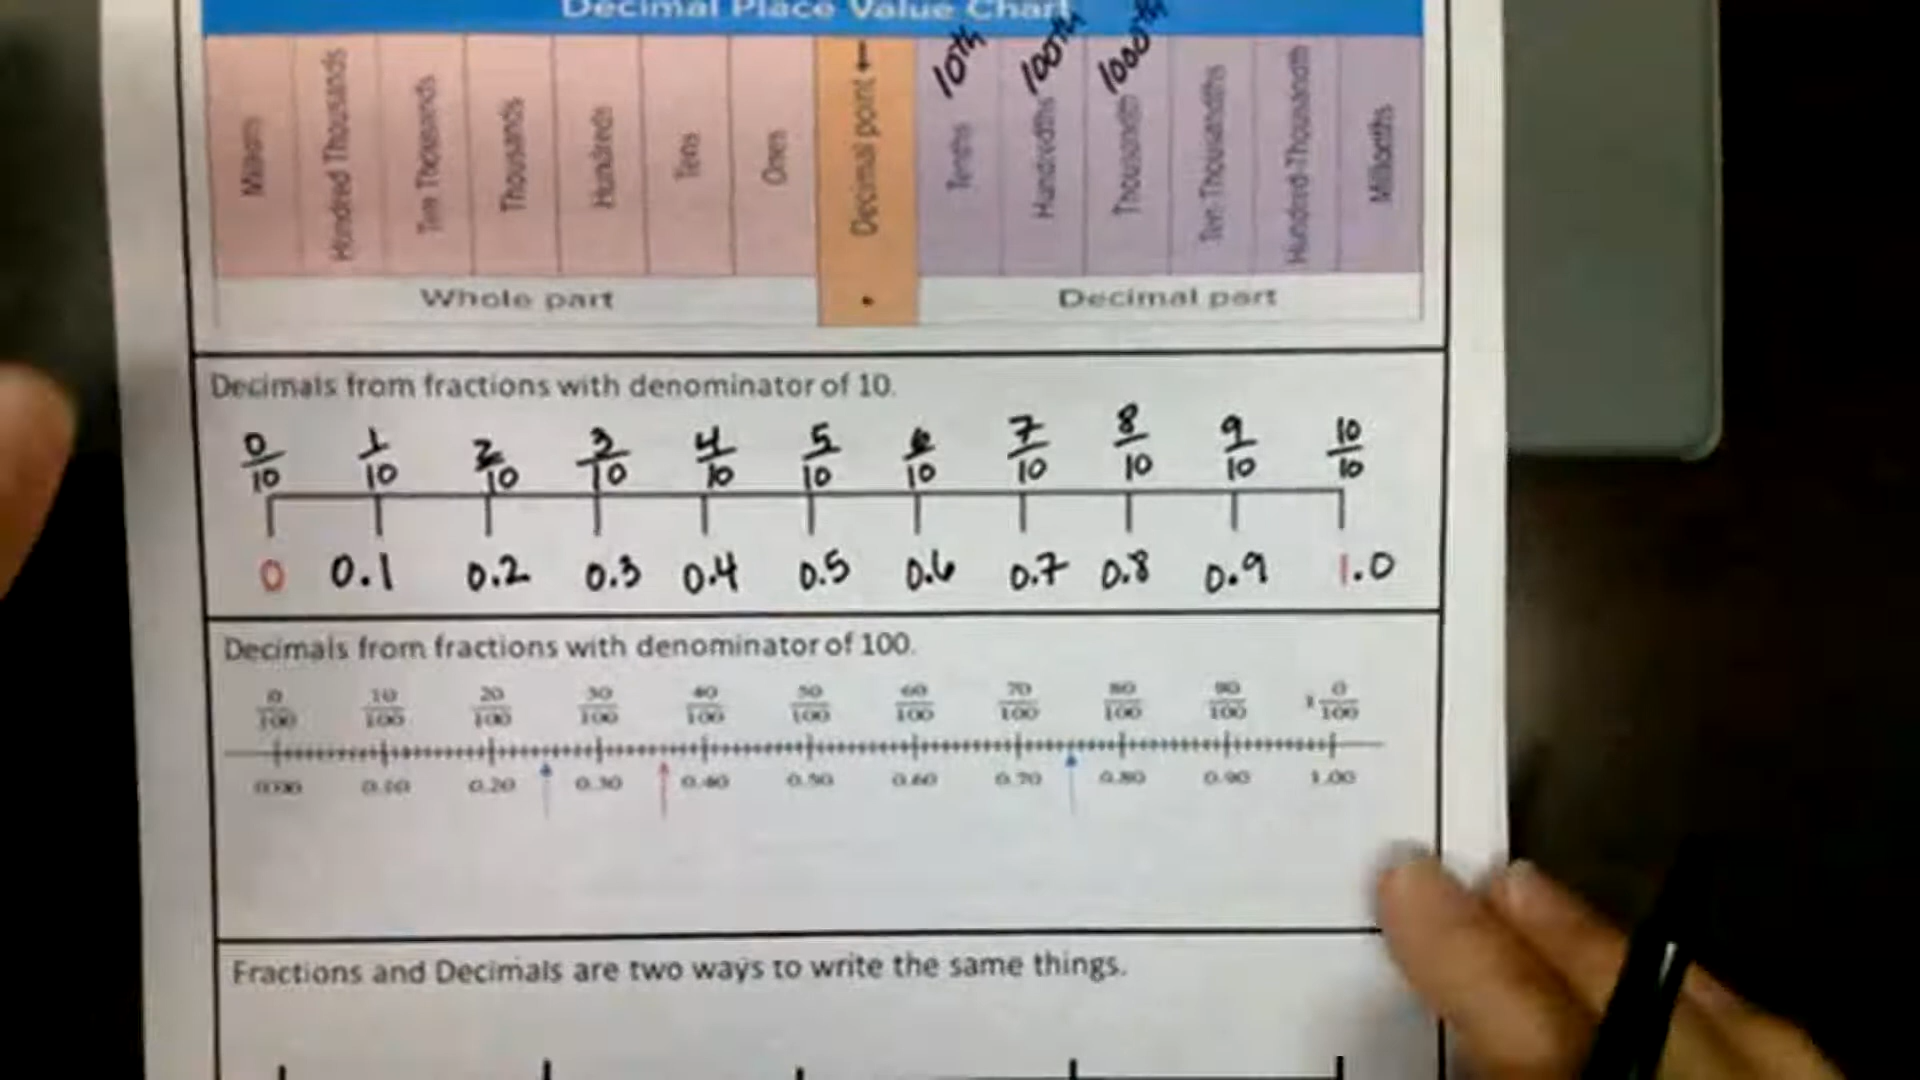 Decimal Place Value Chart
10th 100th 1000th
Millions Hundred Thousands Ten Thousands Thousands Hundreds Tens Ones Decimal point ← Tenths Hundredths Thousandth Ten-Thousandths Hundred-Thousandth Millionths
Whole part . Decimal part
Decimals from fractions with denominator of 10.
0/10 1/10 2/10 3/10 4/10 5/10 6/10 7/10 8/10 9/10 10/10
0 0.1 0.2 0.3 0.4 0.5 0.6 0.7 0.8 0.9 1.0
Decimals from fractions with denominator of 100.
0/100 10/100 20/100 30/100 40/100 50/100 60/100 70/100 80/100 90/100 1 0/100
0.00 0.10 0.20 0.30 0.40 0.50 0.60 0.70 0.80 0.90 1.00
Fractions and Decimals are two ways to write the same things.